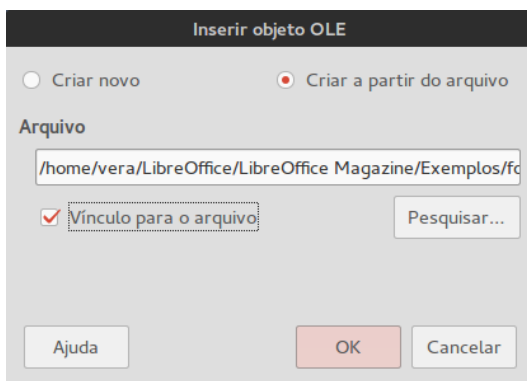 Inserir objeto OLE
Criar novo Criar a partir do arquivo
Arquivo
/home/vera/LibreOffice/LibreOffice Magazine/Exemplos/fo
Vínculo para o arquivo Pesquisar...
Ajuda OK Cancelar